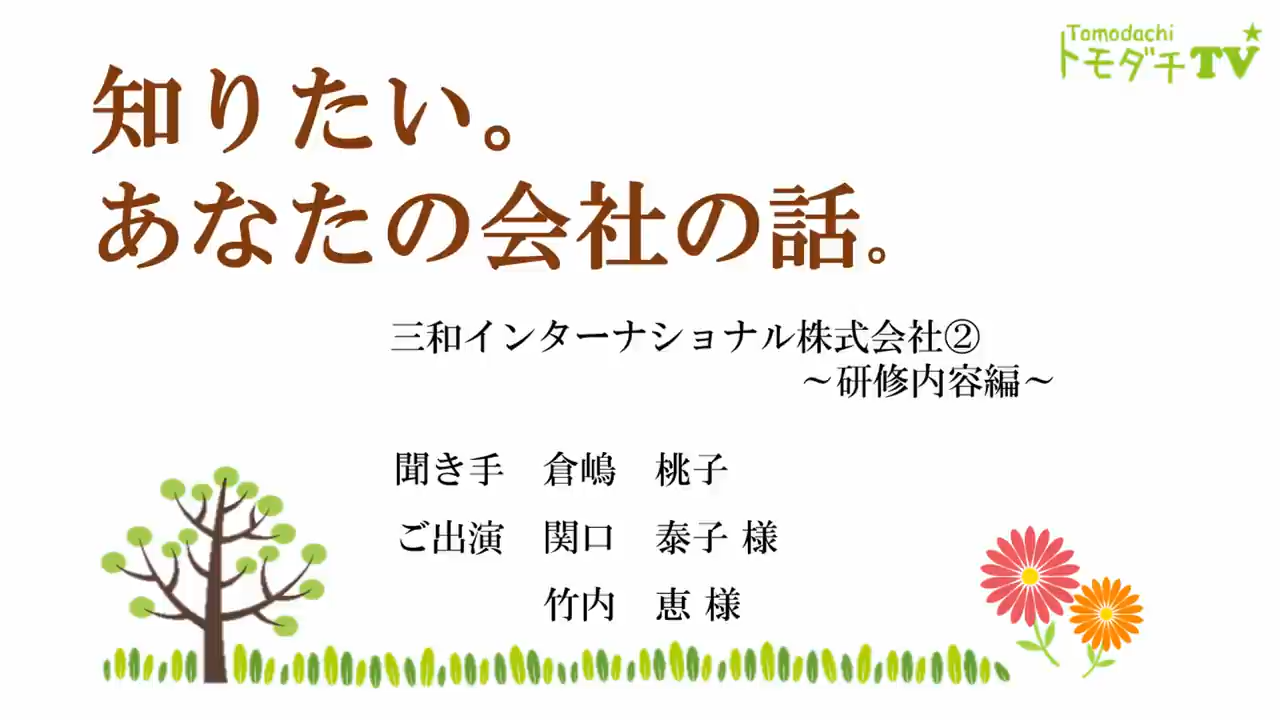 Tomodachi
トモダチTV
知りたい。
あなたの会社の話。
三和インターナショナル株式会社②
～研修内容編～
聞き手　倉嶋　桃子
ご出演　関口　泰子 様
竹内　恵 様